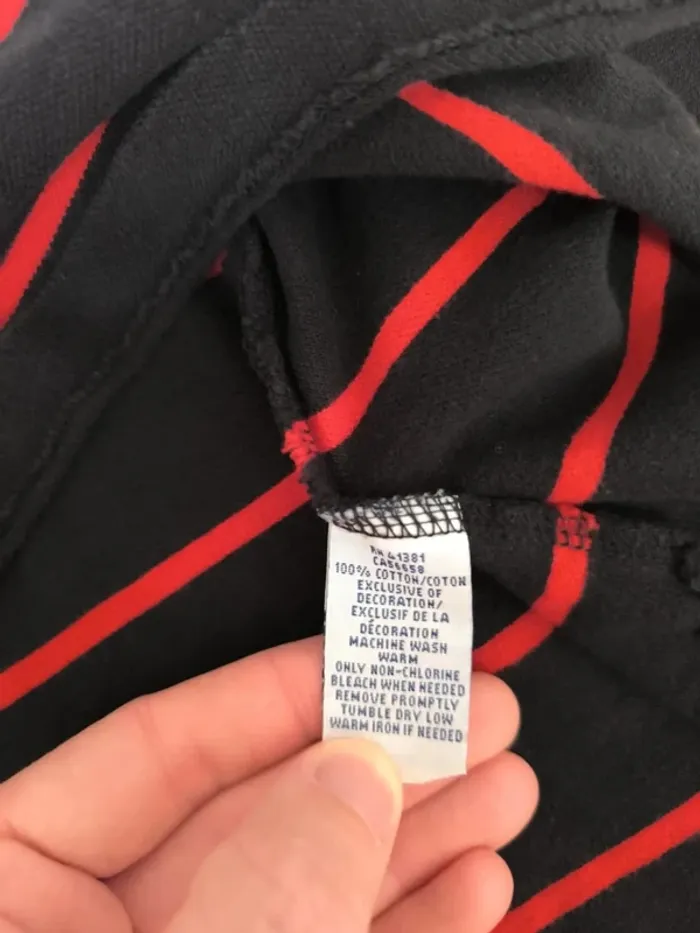 RN 41381
CA56658
100% COTTON/COTON
EXCLUSIVE OF
DECORATION/
EXCLUSIF DE LA
DÉCORATION
MACHINE WASH
WARM
ONLY NON-CHLORINE
BLEACH WHEN NEEDED
REMOVE PROMPTLY
TUMBLE DRY LOW
WARM IRON IF NEEDED